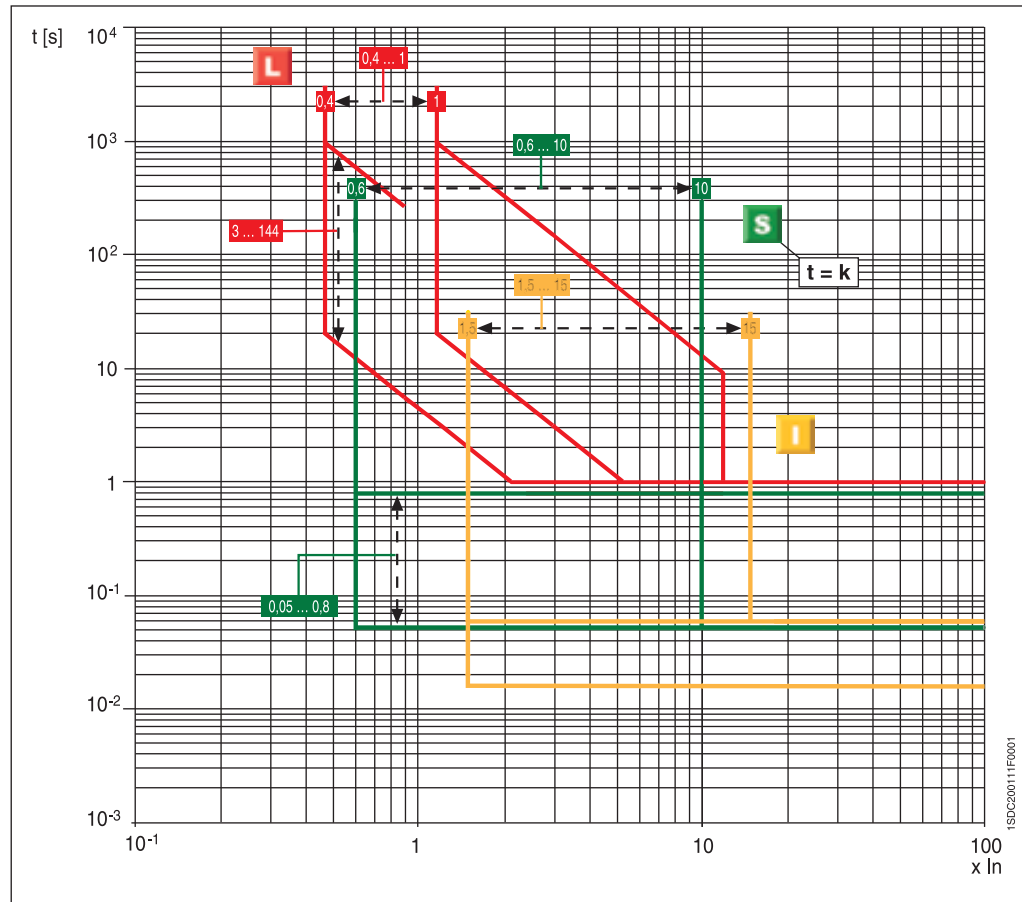 t [s]
10⁴
L
0,4 ... 1
0,4
1
10³
0,6 ... 10
0,6
10
S
3 ... 144
10²
t = k
1.5 ... 15
1,5
15
10
I
1
10⁻¹
0,05 ... 0,8
10⁻²
10⁻³
10⁻¹
1
10
100
x In
1SDC200111F0001